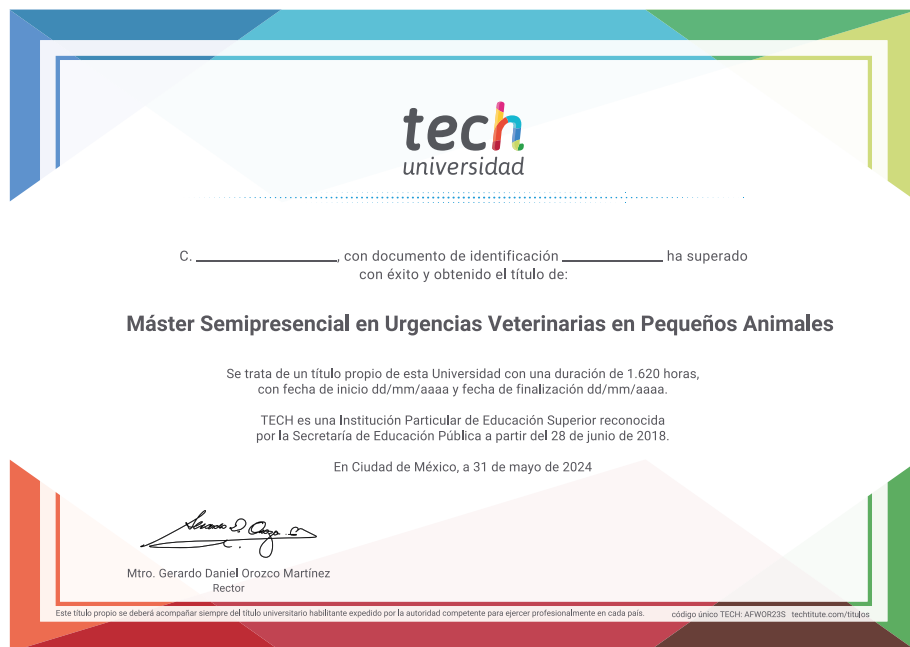 tech
universidad
C. ____________________, con documento de identificación ______________ ha superado
con éxito y obtenido el título de:
Máster Semipresencial en Urgencias Veterinarias en Pequeños Animales
Se trata de un título propio de esta Universidad con una duración de 1.620 horas,
con fecha de inicio dd/mm/aaaa y fecha de finalización dd/mm/aaaa.
TECH es una Institución Particular de Educación Superior reconocida
por la Secretaría de Educación Pública a partir del 28 de junio de 2018.
En Ciudad de México, a 31 de mayo de 2024
Mtro. Gerardo Daniel Orozco Martínez
Rector
Este título propio se deberá acompañar siempre del título universitario habilitante expedido por la autoridad competente para ejercer profesionalmente en cada país. código único TECH: AFWOR23S techtitute.com/titulos